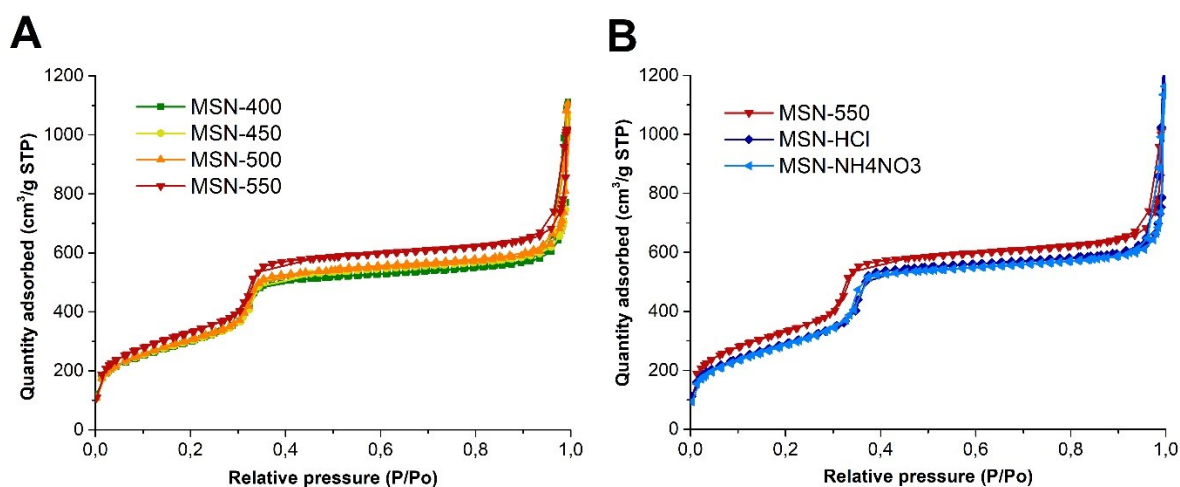 A
Quantity adsorbed (cm³/g STP)
1200
1000
800
600
400
200
0
MSN-400
MSN-450
MSN-500
MSN-550
0,0
0,2
0,4
0,6
0,8
1,0
Relative pressure (P/Po)
B
Quantity adsorbed (cm³/g STP)
1200
1000
800
600
400
200
0
MSN-550
MSN-HCl
MSN-NH4NO3
0,0
0,2
0,4
0,6
0,8
1,0
Relative pressure (P/Po)